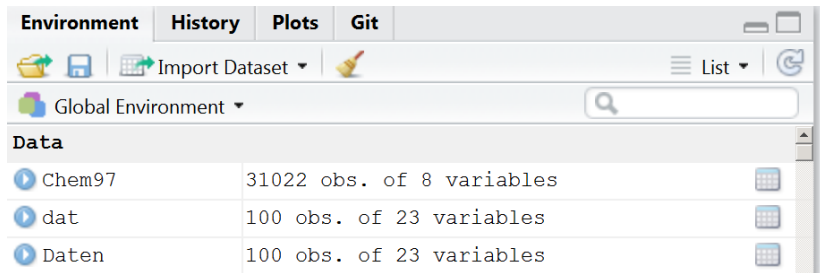 Environment History Plots Git
Import Dataset List
Global Environment
Data
Chem97 31022 obs. of 8 variables
dat 100 obs. of 23 variables
Daten 100 obs. of 23 variables